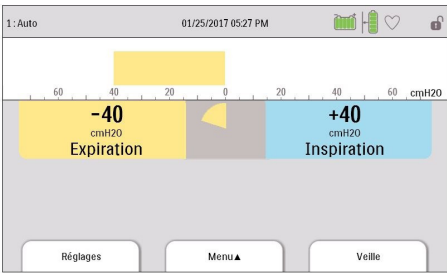 1 : Auto 01/25/2017 05:27 PM
60 40 20 0 20 40 60 cmH20
-40 +40
cmH20 cmH20
Expiration Inspiration
Réglages Menu▲ Veille